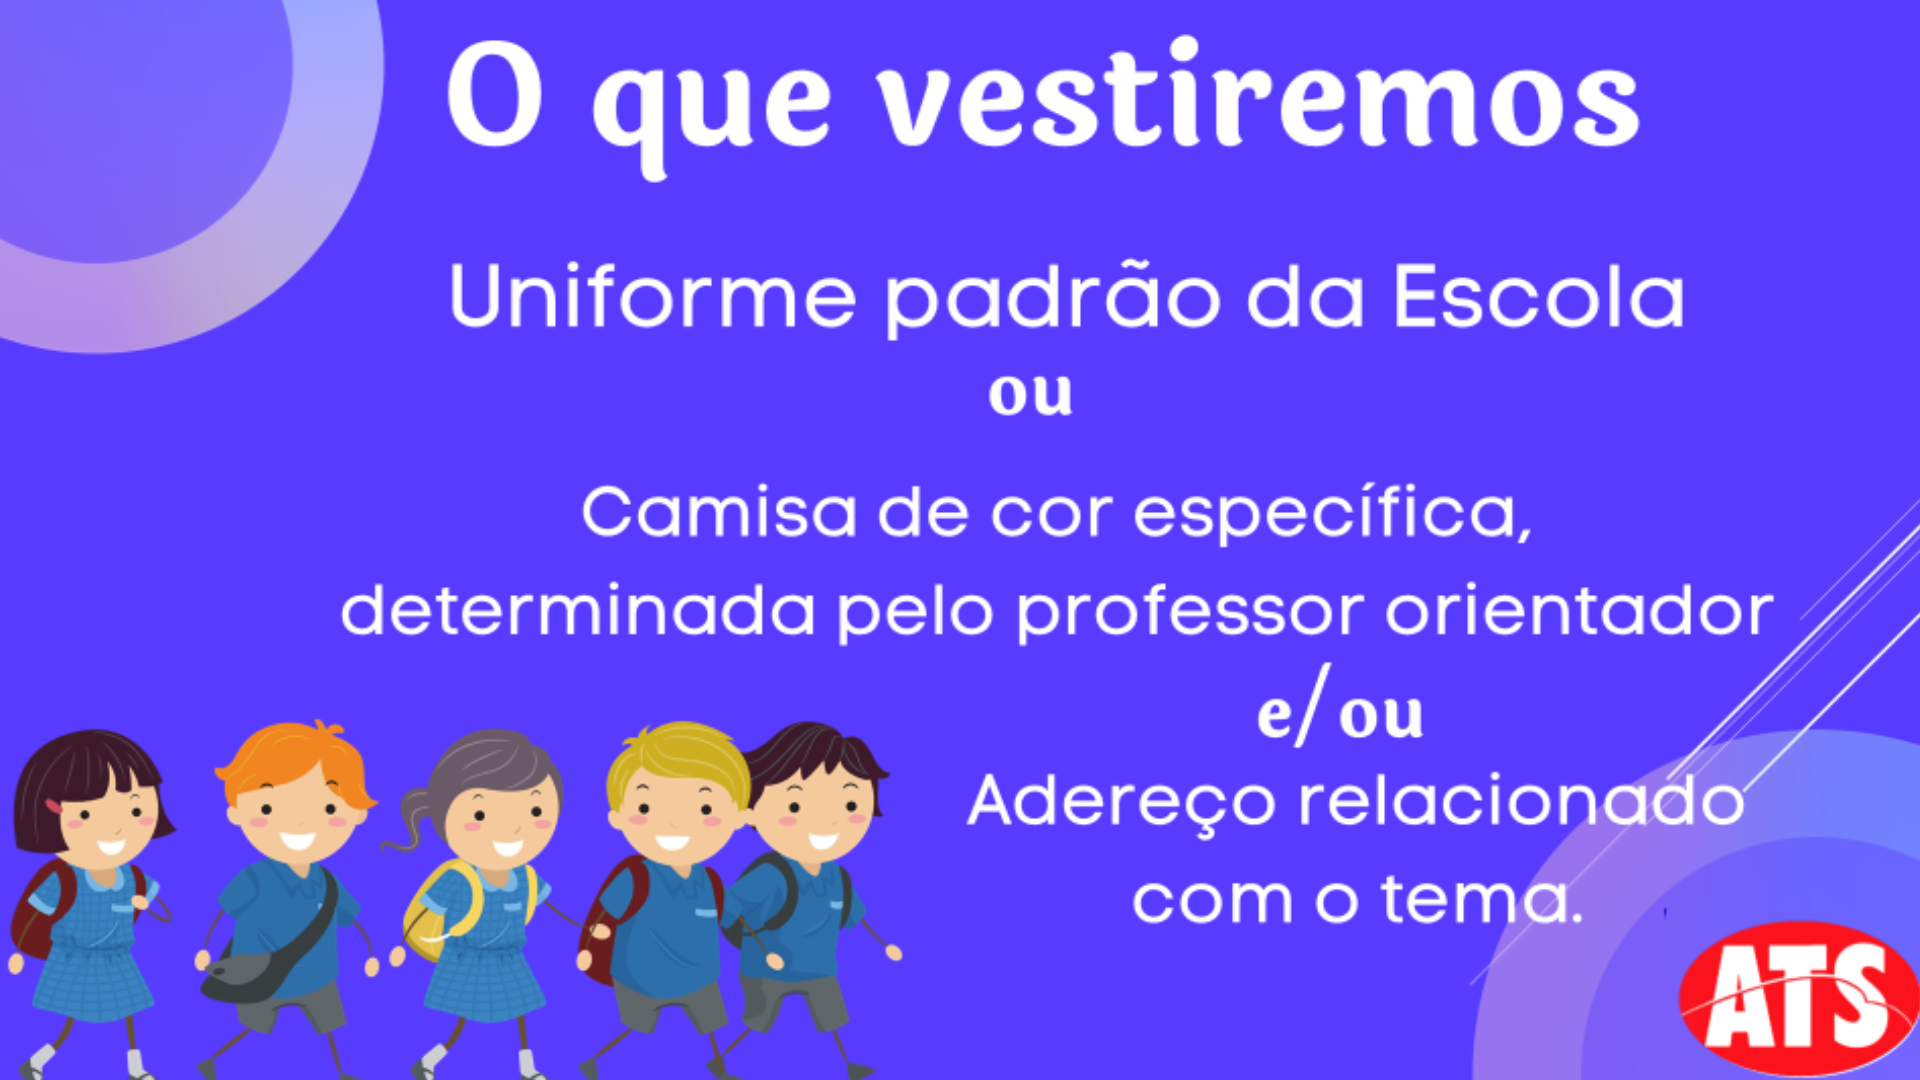 O que vestiremos
Uniforme padrão da Escola
ou
Camisa de cor específica,
determinada pelo professor orientador
e/ou
Adereço relacionado
com o tema.
ATS